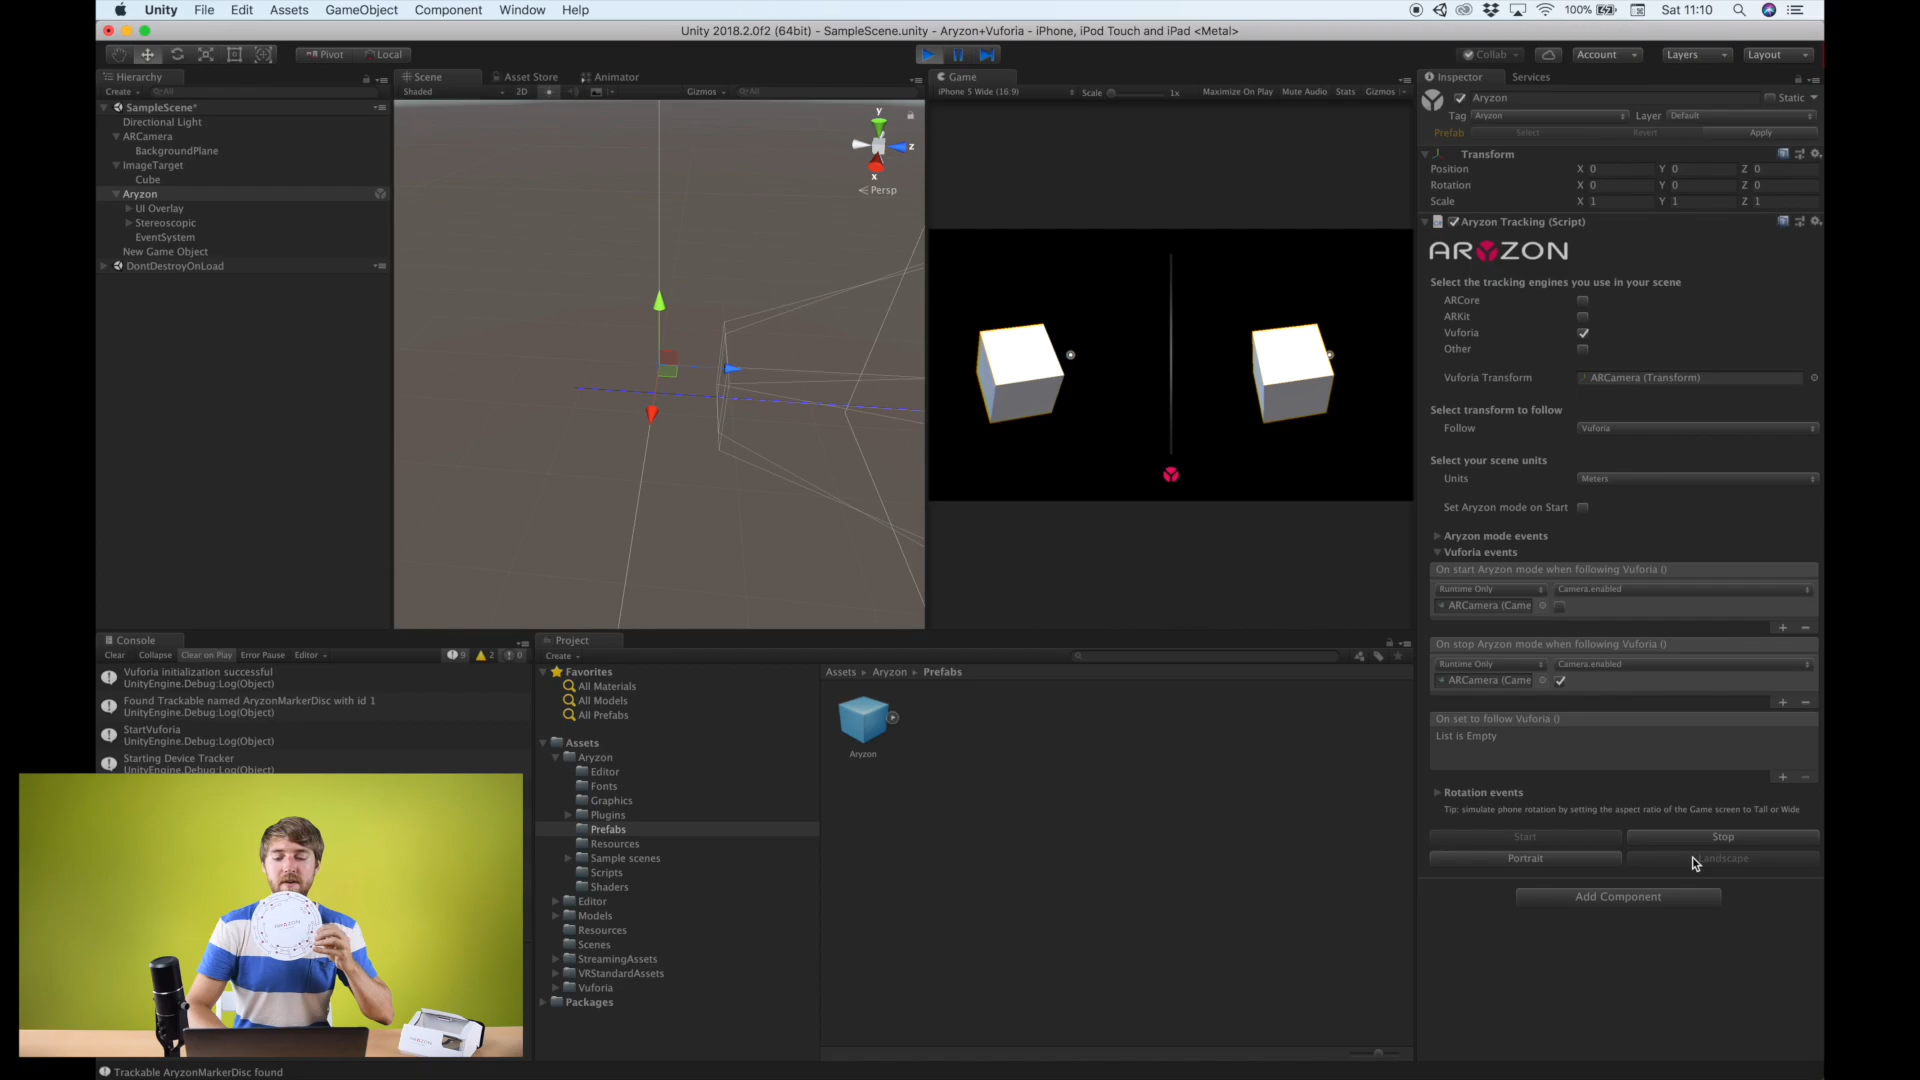 Unity File Edit Assets GameObject Component Window Help 100% Sat 11:10
Unity 2018.2.0f2 (64bit) - SampleScene.unity - Aryzon+Vuforia - iPhone, iPod Touch and iPad <Metal>
Pivot Local Collab Account Layers Layout
Hierarchy
Create All
SampleScene*
Directional Light
ARCamera
BackgroundPlane
ImageTarget
Cube
Aryzon
UI Overlay
Stereoscopic
EventSystem
New Game Object
DontDestroyOnLoad
Scene Asset Store Animator
Shaded 2D Gizmos All
y
z
x
Persp
Game
iPhone 5 Wide (16:9) Scale 1x Maximize On Play Mute Audio Stats Gizmos
Inspector Services
Aryzon Static
Tag Aryzon Layer Default
Prefab Select Revert Apply
Transform
Position X 0 Y 0 Z 0
Rotation X 0 Y 0 Z 0
Scale X 1 Y 1 Z 1
Aryzon Tracking (Script)
ARYZON
Select the tracking engines you use in your scene
ARCore
ARKit
Vuforia
Other
Vuforia Transform ARCamera (Transform)
Select transform to follow
Follow Vuforia
Select your scene units
Units Meters
Set Aryzon mode on Start
Aryzon mode events
Vuforia events
On start Aryzon mode when following Vuforia ()
Runtime Only Camera.enabled
ARCamera (Came
On stop Aryzon mode when following Vuforia ()
Runtime Only Camera.enabled
ARCamera (Came
On set to follow Vuforia ()
List is Empty
Rotation events
Tip: simulate phone rotation by setting the aspect ratio of the Game screen to Tall or Wide
Start Stop
Portrait Landscape
Add Component
Console
Clear Collapse Clear on Play Error Pause Editor 9 2 0
Vuforia initialization successful
UnityEngine.Debug:Log(Object)
Found Trackable named AryzonMarkerDisc with id 1
UnityEngine.Debug:Log(Object)
StartVuforia
UnityEngine.Debug:Log(Object)
Starting Device Tracker
UnityEngine.Debug:Log(Object)
Project
Create
Favorites
All Materials
All Models
All Prefabs
Assets
Aryzon
Editor
Fonts
Graphics
Plugins
Prefabs
Resources
Sample scenes
Scripts
Shaders
Editor
Models
Resources
Scenes
StreamingAssets
VRStandardAssets
Vuforia
Packages
Assets Aryzon Prefabs
Aryzon
ARYZON
ARYZON
Trackable AryzonMarkerDisc found